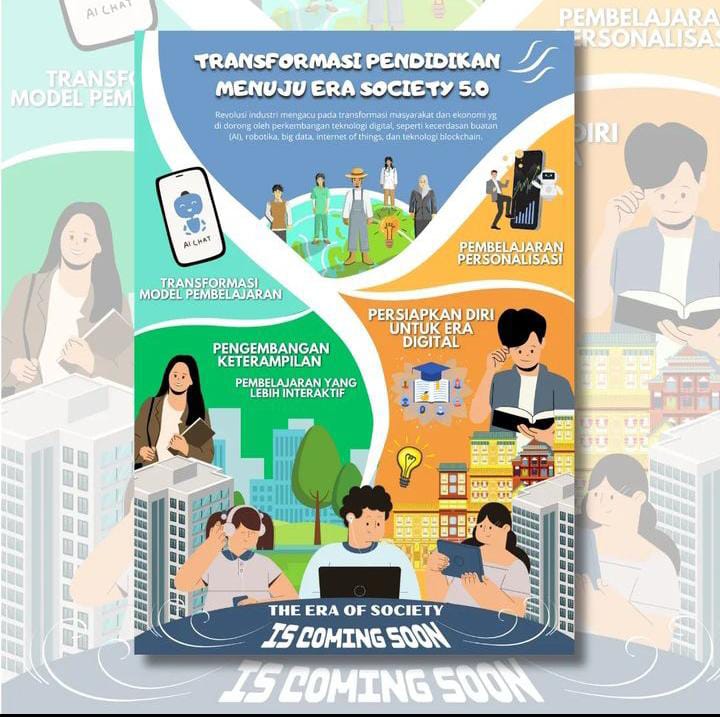 TRANSFORMASI PENDIDIKAN
MENUJU ERA SOCIETY 5.0
Revolusi industri mengacu pada transformasi masyarakat dan ekonomi yg
di dorong oleh perkembangan teknologi digital, seperti kecerdasan buatan
(AI), robotika, big data, internet of things, dan teknologi blockchain.
AI CHAT
TRANSFORMASI
MODEL PEMBELAJARAN
PEMBELAJARAN
PERSONALISASI
PENGEMBANGAN
KETERAMPILAN
PEMBELAJARAN YANG
LEBIH INTERAKTIF
PERSIAPKAN DIRI
UNTUK ERA
DIGITAL
THE ERA OF SOCIETY
IS COMING SOON
AI CHAT
TRANSF
MODEL PEM
PEMBELAJARA
ERSONALISAS
DIRI
A
IS COMING SOON